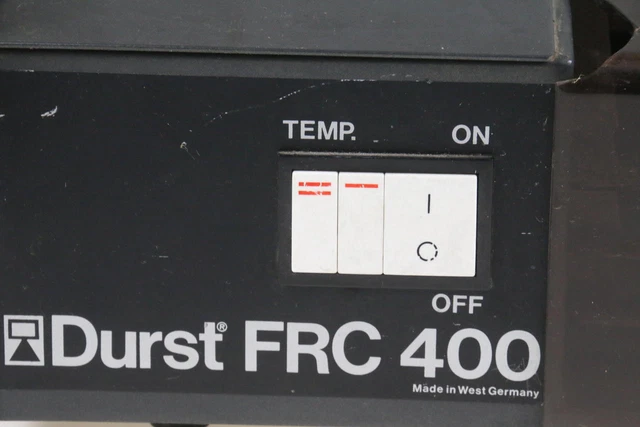 TEMP. ON
I
O
OFF
Durst® FRC 400
Made in West Germany